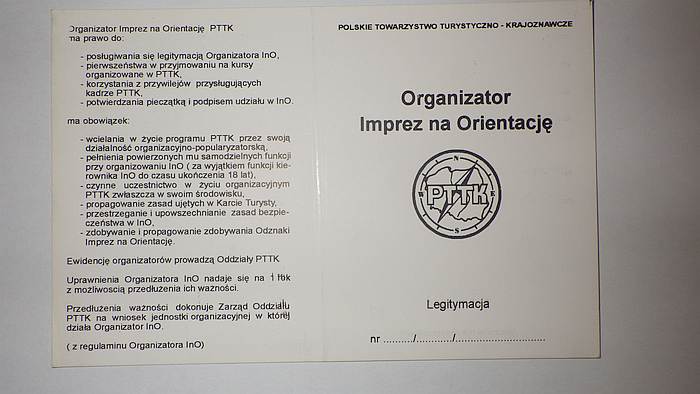 Organizator Imprez na Orientację PTTK
ma prawo do:
- posługiwania się legitymacją Organizatora InO,
- pierwszeństwa w przyjmowaniu na kursy
organizowane w PTTK,
- korzystania z przywilejów przysługujących
kadrze PTTK,
- potwierdzania pieczątką i podpisem udziału w InO.
ma obowiązek:
- wcielania w życie programu PTTK przez swoją
działalność organizacyjno-popularyzatorską,
- pełnienia powierzonych mu samodzielnych funkcji
przy organizowaniu InO ( za wyjątkiem funkcji kie-
rownika InO do czasu ukończenia 18 lat),
- czynne uczestnictwo w życiu organizacyjnym
PTTK zwłaszcza w swoim środowisku,
- propagowanie zasad ujętych w Karcie Turysty,
- przestrzeganie i upowszechnianie zasad bezpie-
czeństwa w InO,
- zdobywanie i propagowanie zdobywania Odznaki
Imprez na Orientację.
Ewidencję organizatorów prowadzą Oddziały PTTK
Uprawnienia Organizatora InO nadaje się na 1 rok
z możliwoscią przedłużenia ich ważności.
Przedłużenia ważności dokonuje Zarząd Oddziału
PTTK na wniosek jednostki organizacyjnej w której
działa Organizator InO.
( z regulaminu Organizatora InO)
POLSKIE TOWARZYSTWO TURYSTYCZNO - KRAJOZNAWCZE
Organizator
Imprez na Orientację
N
W PTTK E
S
Legitymacja
nr ........../............/..............................